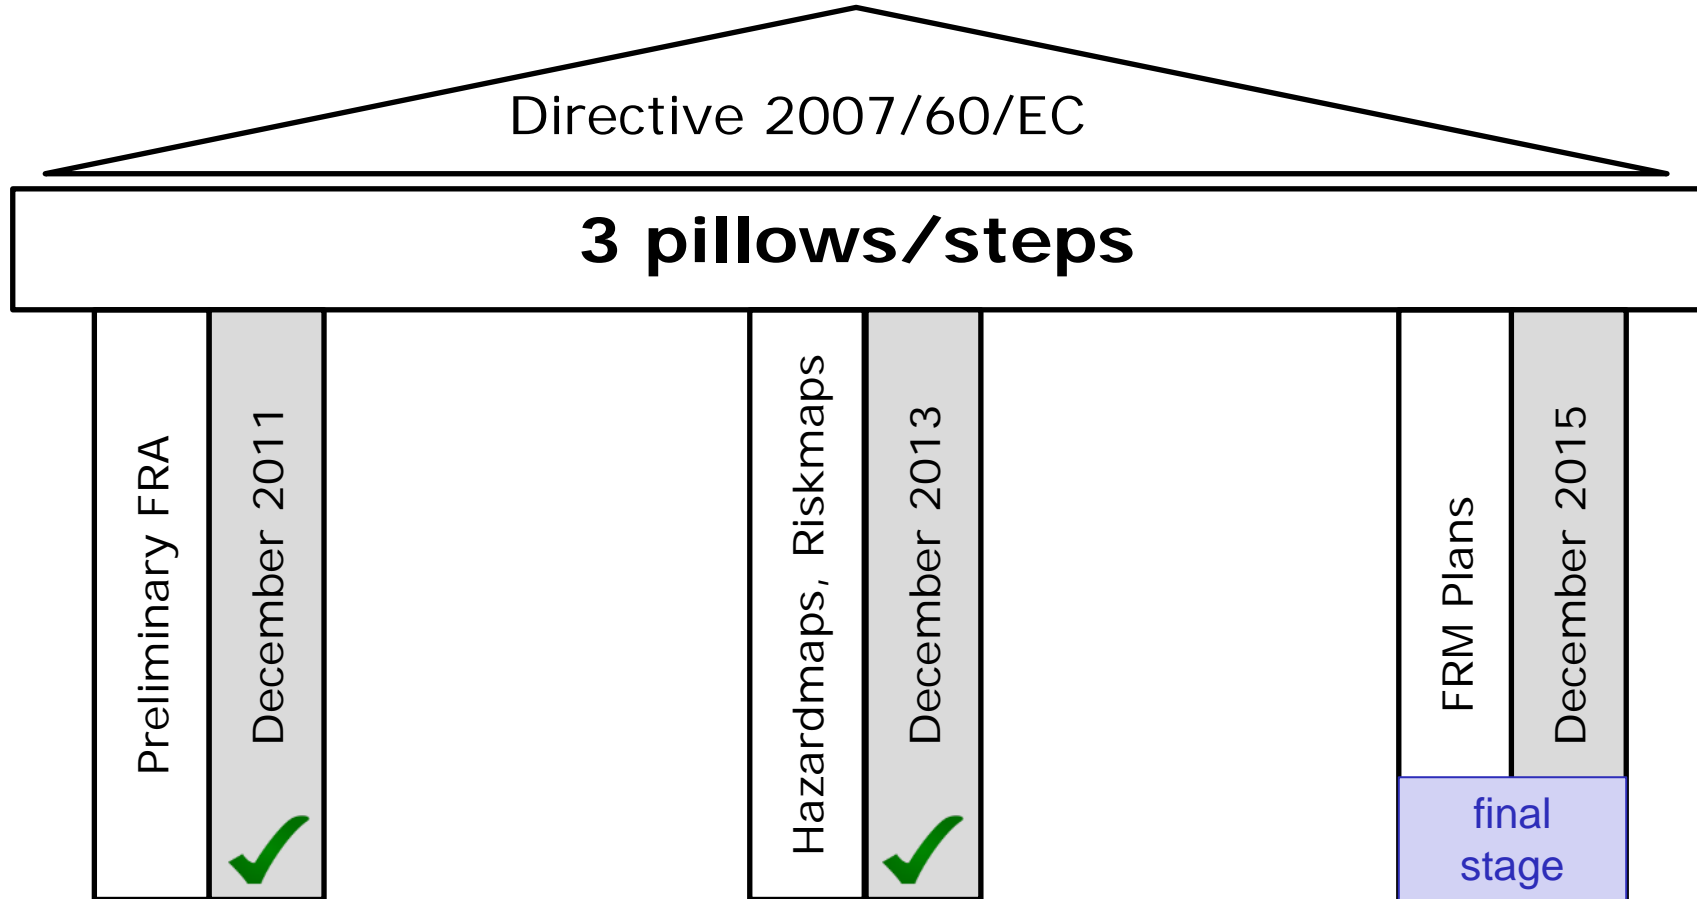 Directive 2007/60/EC
3 pillows/steps
Preliminary FRA
December 2011
Hazardmaps, Riskmaps
December 2013
FRM Plans
December 2015
final
stage